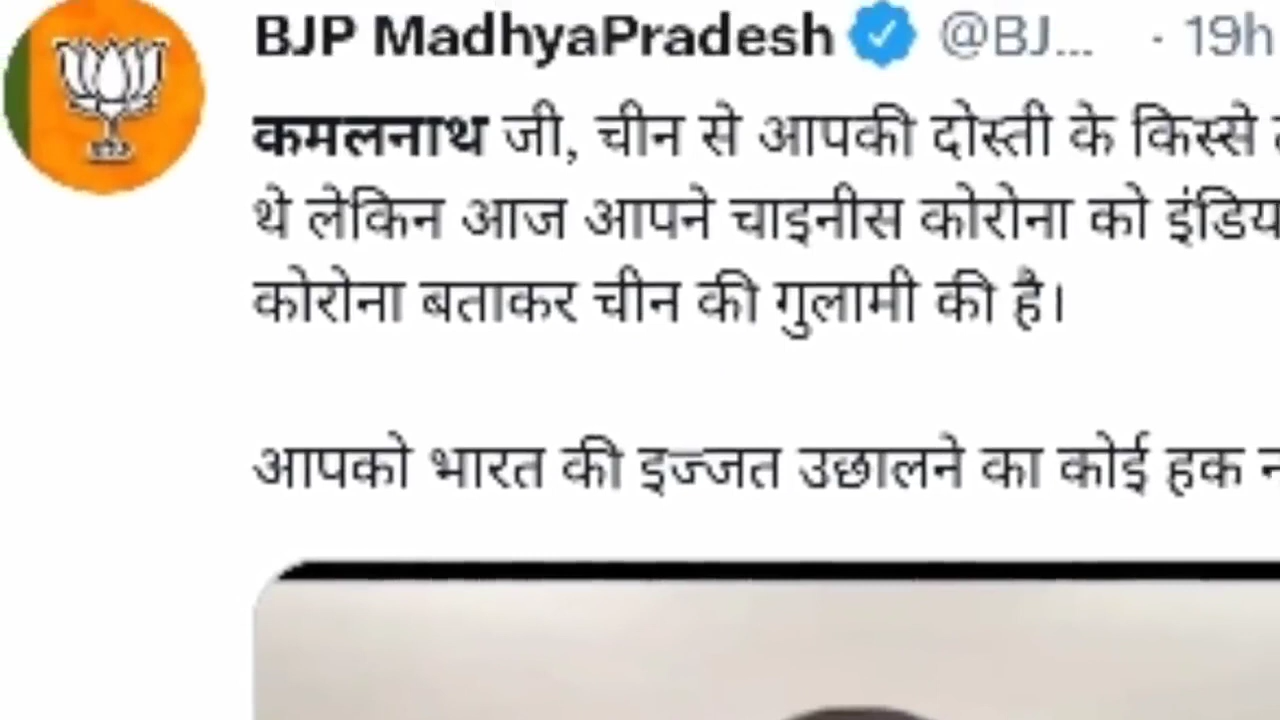 BJP MadhyaPradesh @BJ... · 19h
कमलनाथ जी, चीन से आपकी दोस्ती के किस्से
थे लेकिन आज आपने चाइनीस कोरोना को
कोरोना बताकर चीन की गुलामी की है।
आपको भारत की इज्जत उछालने का कोई हक